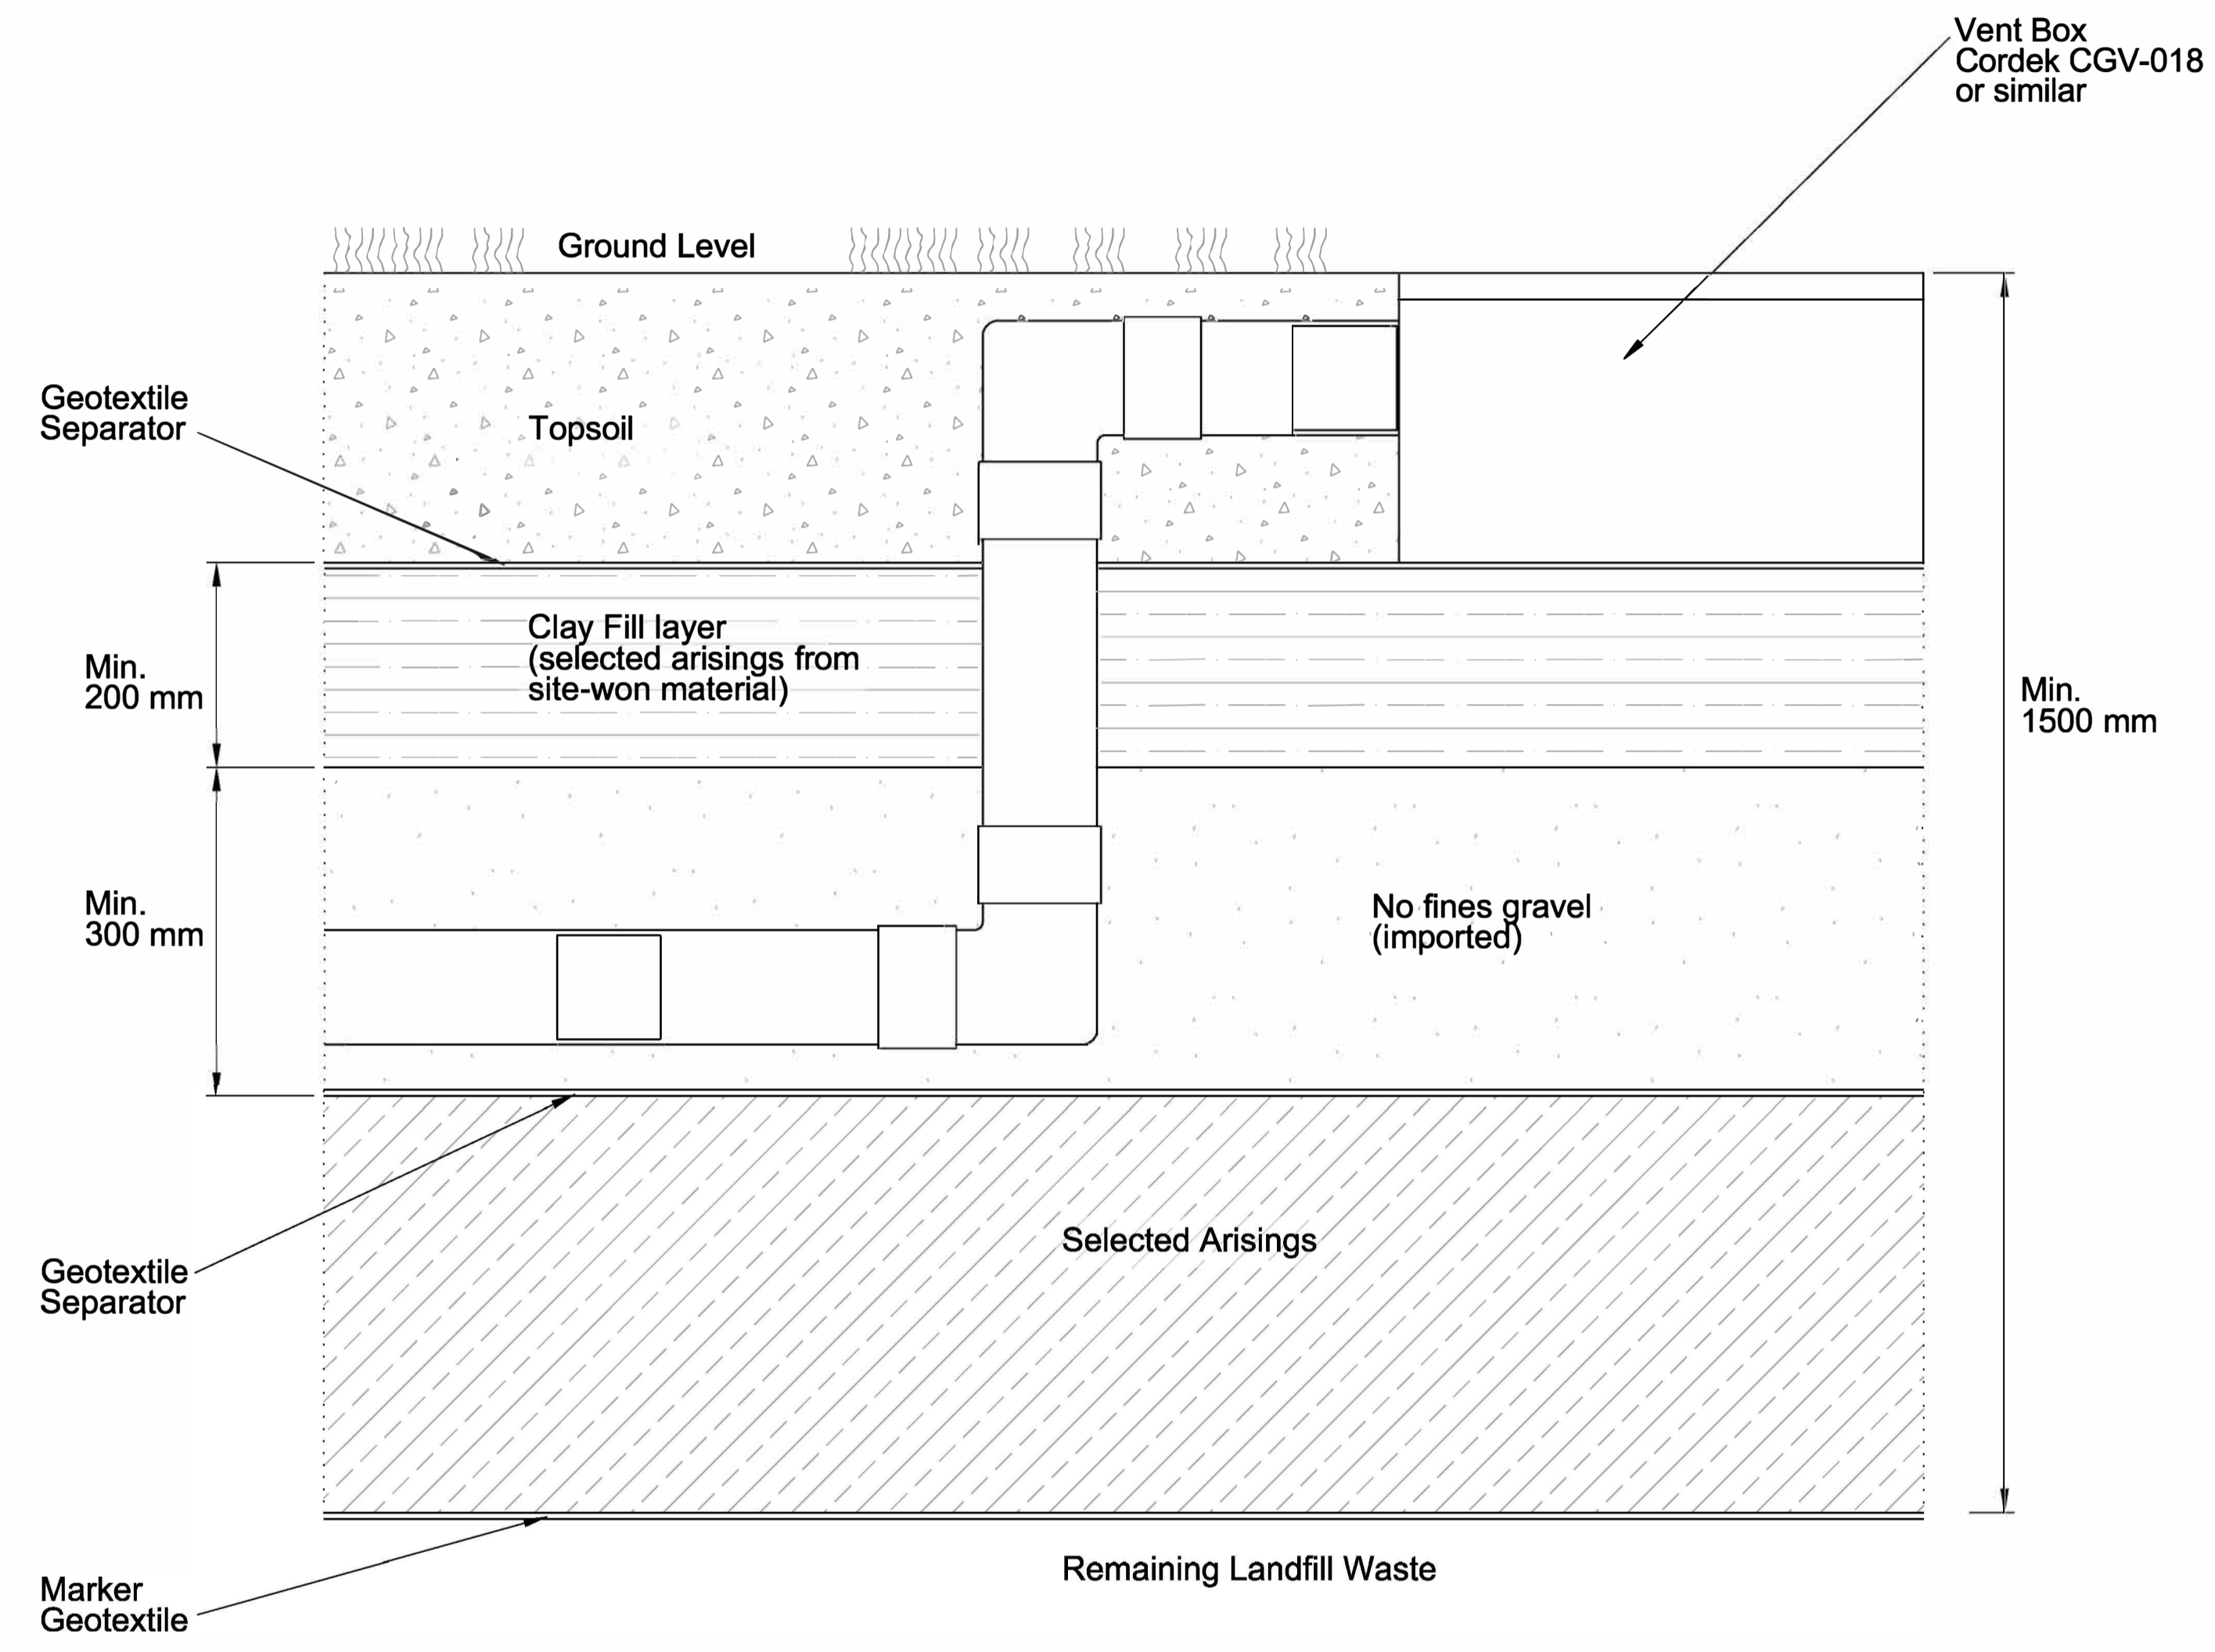 Vent Box
Cordek CGV-018
or similar
Ground Level
Geotextile
Separator
Topsoil
Clay Fill layer
(selected arisings from
site-won material)
Min.
200 mm
Min.
1500 mm
Min.
300 mm
No fines gravel
(imported)
Selected Arisings
Geotextile
Separator
Remaining Landfill Waste
Marker
Geotextile